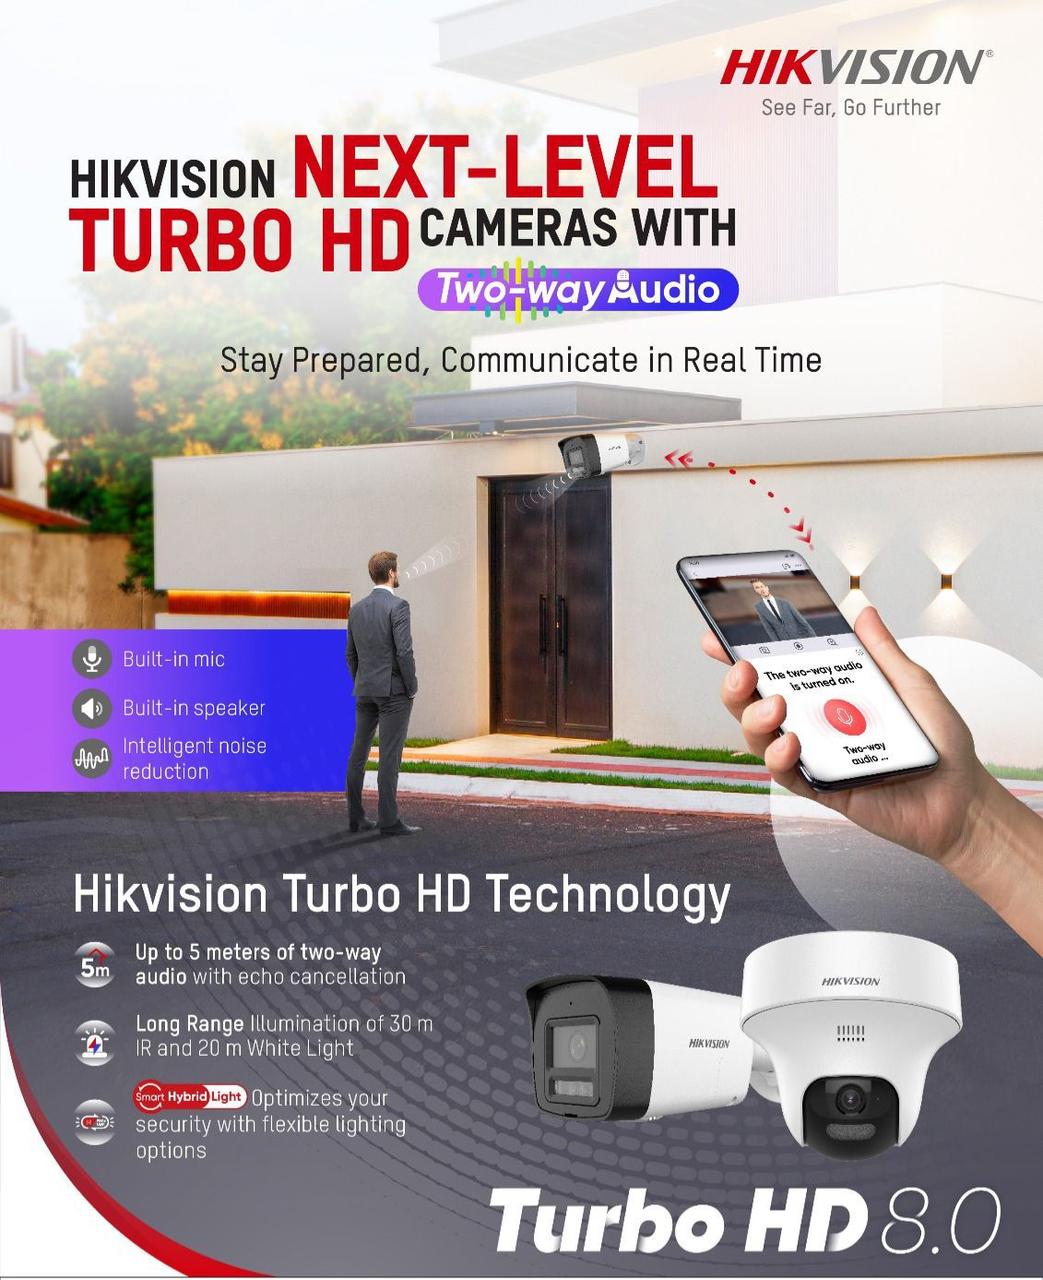 HIKVISION®
See Far, Go Further
HIKVISION NEXT-LEVEL
TURBO HD CAMERAS WITH
Two-way Audio
Stay Prepared, Communicate in Real Time
The two-way audio
is turned on.
Two-way
audio ...
Built-in mic
Built-in speaker
Intelligent noise
reduction
Hikvision Turbo HD Technology
5m
Up to 5 meters of two-way
audio with echo cancellation
Long Range Illumination of 30 m
IR and 20 m White Light
Smart Hybrid Light Optimizes your
security with flexible lighting
options
HIKVISION
HIKVISION
Turbo HD 8.0